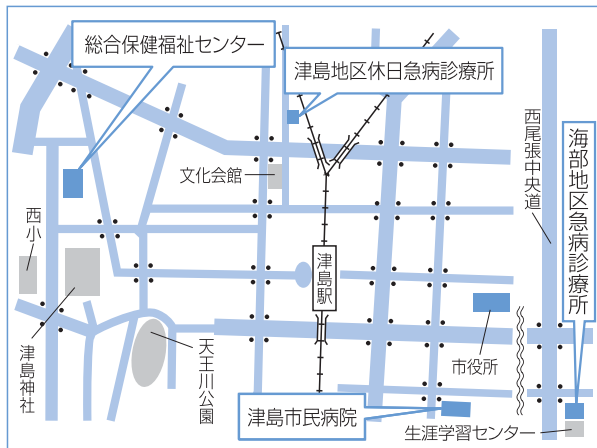 総合保健福祉センター
津島地区休日急病診療所
西尾張中央道
海部地区急病診療所
文化会館
西小
津島駅
市役所
津島神社
天王川公園
津島市民病院
生涯学習センター